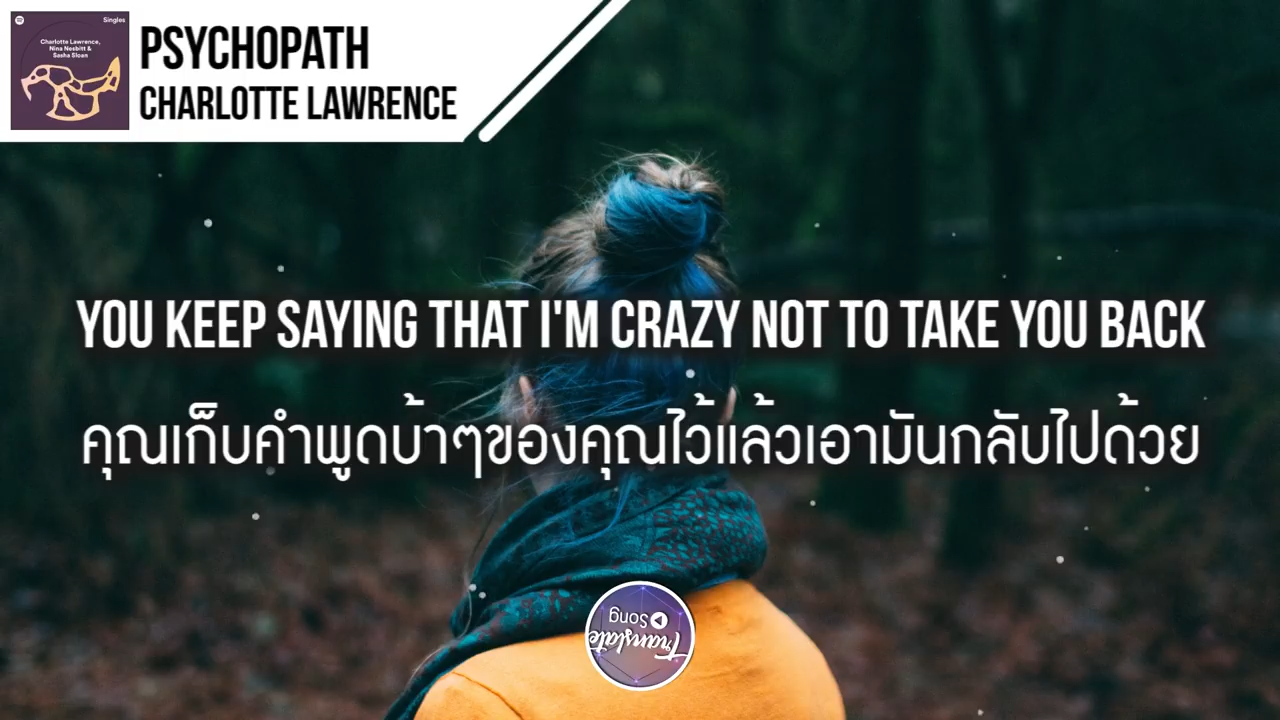 Singles
Charlotte Lawrence,
Nina Nesbitt &
Sasha Sloan
PSYCHOPATH
CHARLOTTE LAWRENCE
YOU KEEP SAYING THAT I'M CRAZY NOT TO TAKE YOU BACK
คุณเก็บคำพูดบ้าๆของคุณไว้แล้วเอามันกลับไปด้วย
Translate
Song